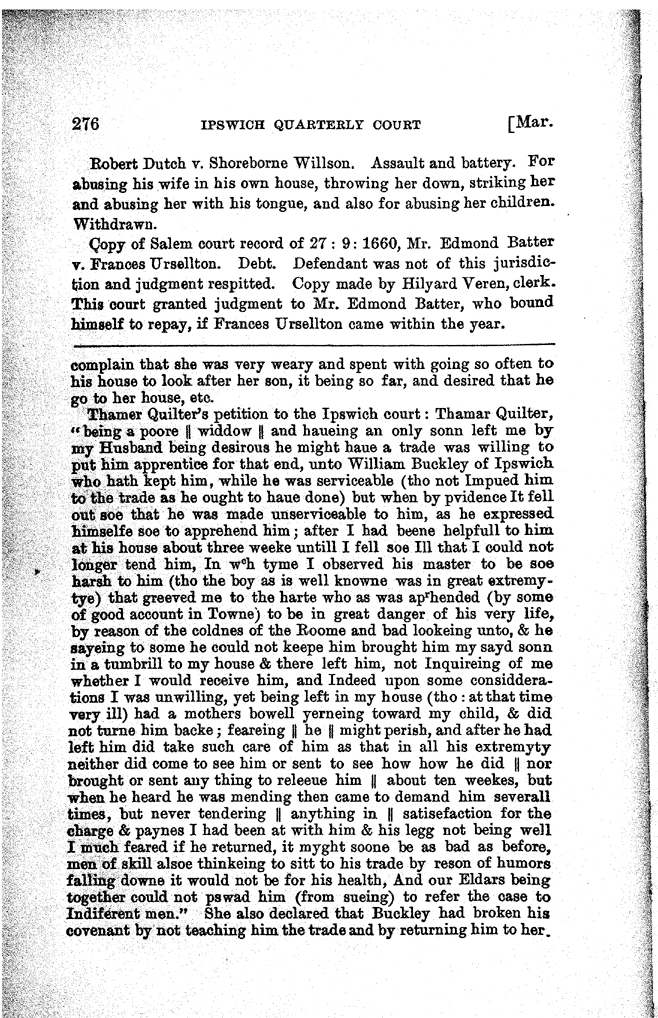 276 IPSWICH QUARTERLY COURT [Mar.
Robert Dutch v. Shoreborne Willson. Assault and battery. For
abusing his wife in his own house, throwing her down, striking her
and abusing her with his tongue, and also for abusing her children.
Withdrawn.
Copy of Salem court record of 27 : 9 : 1660, Mr. Edmond Batter
v. Frances Ursellton. Debt. Defendant was not of this jurisdic-
tion and judgment respitted. Copy made by Hilyard Veren, clerk.
This court granted judgment to Mr. Edmond Batter, who bound
himself to repay, if Frances Ursellton came within the year.
complain that she was very weary and spent with going so often to
his house to look after her son, it being so far, and desired that he
go to her house, etc.
Thamer Quilter's petition to the Ipswich court : Thamar Quilter,
"being a poore || widdow || and haueing an only sonn left me by
my Husband being desirous he might haue a trade was willing to
put him apprentice for that end, unto William Buckley of Ipswich
who hath kept him, while he was serviceable (tho not Impued him
to the trade as he ought to haue done) but when by pvidence It fell
out soe that he was made unserviceable to him, as he expressed
himselfe soe to apprehend him ; after I had beene helpfull to him
at his house about three weeke untill I fell soe Ill that I could not
longer tend him, In wᶜh tyme I observed his master to be soe
harsh to him (tho the boy as is well knowne was in great extremy-
tye) that greeved me to the harte who as was apʳhended (by some
of good account in Towne) to be in great danger of his very life,
by reason of the coldnes of the Roome and bad lookeing unto, & he
sayeing to some he could not keepe him brought him my sayd sonn
in a tumbrill to my house & there left him, not Inquireing of me
whether I would receive him, and Indeed upon some considdera-
tions I was unwilling, yet being left in my house (tho : at that time
very ill) had a mothers bowell yerneing toward my child, & did
not turne him backe ; feareing || he || might perish, and after he had
left him did take such care of him as that in all his extremyty
neither did come to see him or sent to see how how he did || nor
brought or sent any thing to releeue him || about ten weekes, but
when he heard he was mending then came to demand him severall
times, but never tendering || anything in || satisefaction for the
charge & paynes I had been at with him & his legg not being well
I much feared if he returned, it myght soone be as bad as before,
men of skill alsoe thinkeing to sitt to his trade by reson of humors
falling downe it would not be for his health, And our Eldars being
together could not pswad him (from sueing) to refer the case to
Indiferent men." She also declared that Buckley had broken his
covenant by not teaching him the trade and by returning him to her.